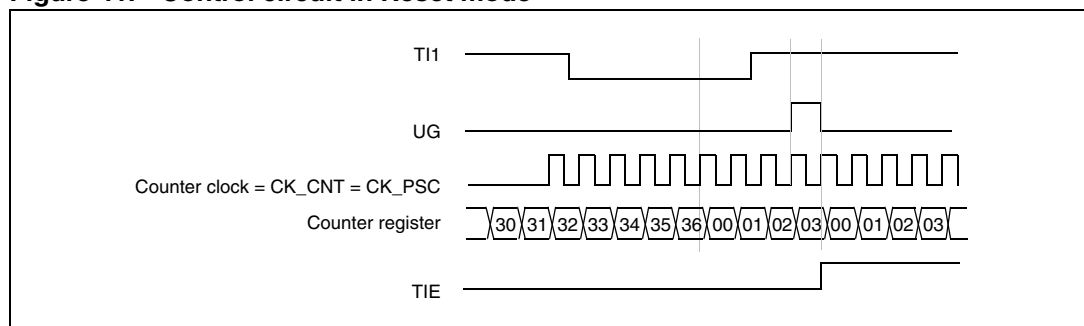 Figure 41. Control circuit in Reset mode
TI1
UG
Counter clock = CK_CNT = CK_PSC
Counter register
30 31 32 33 34 35 36 00 01 02 03 00 01 02 03
TIE